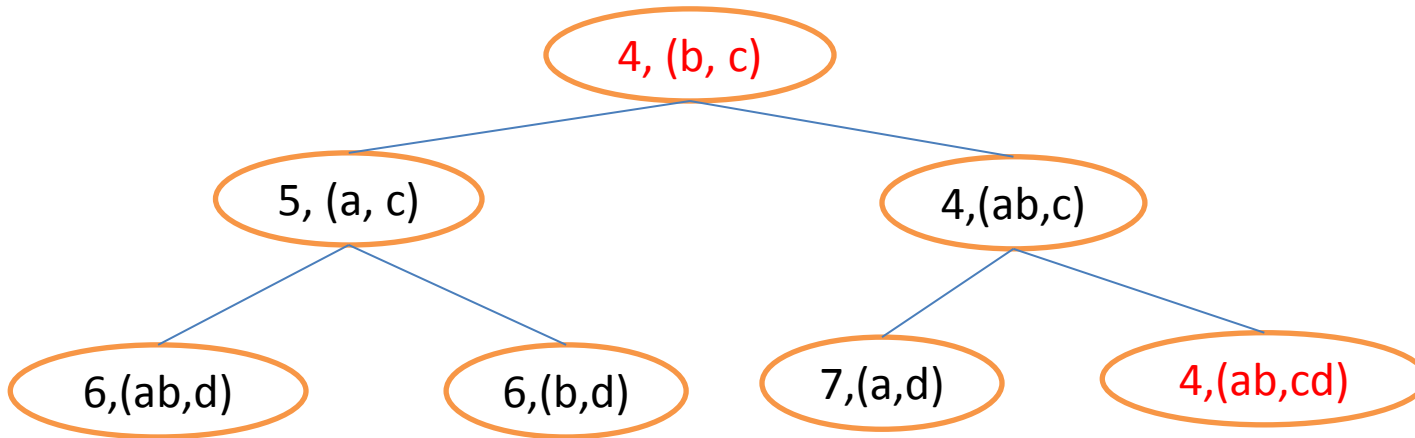 4, (b, c)
5, (a, c)
4,(ab,c)
6,(ab,d)
6,(b,d)
7,(a,d)
4,(ab,cd)